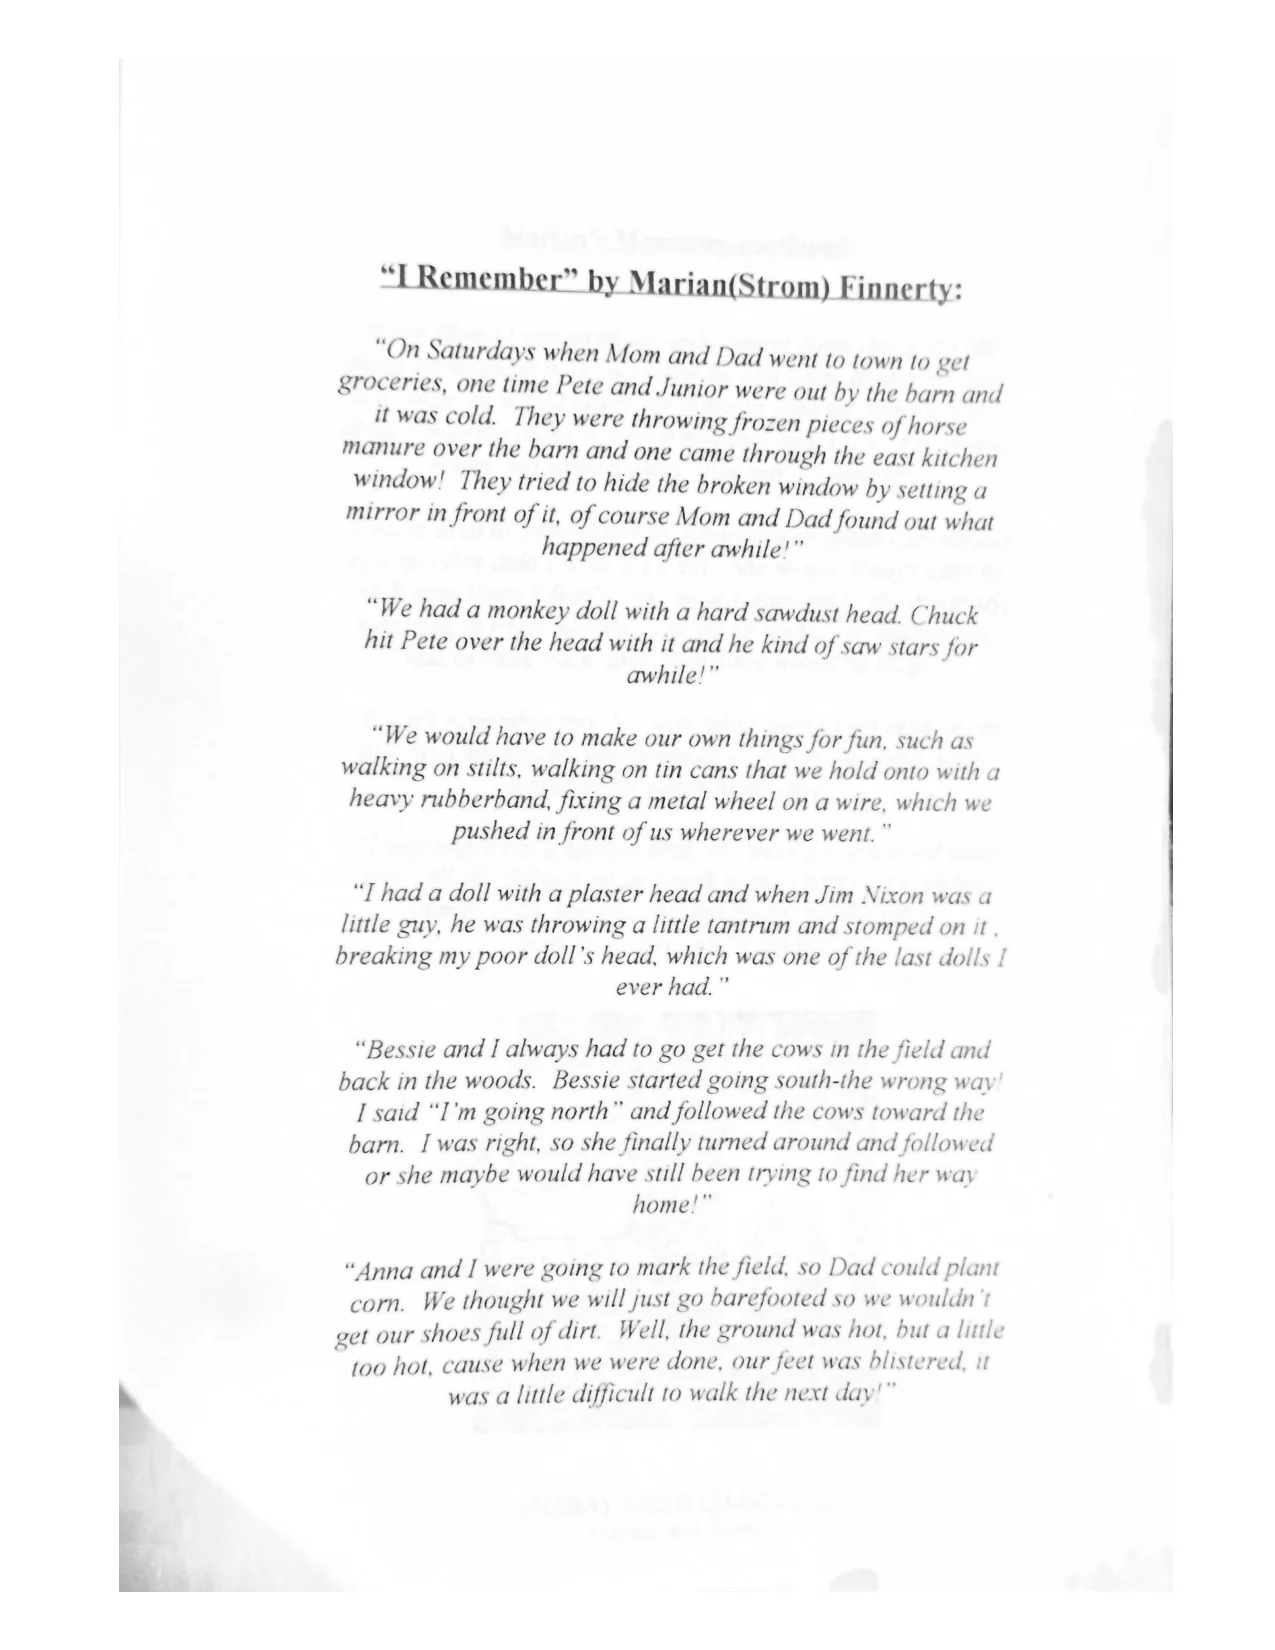 “I Remember” by Marian(Strom) Finnerty:
“On Saturdays when Mom and Dad went to town to get
groceries, one time Pete and Junior were out by the barn and
it was cold. They were throwing frozen pieces of horse
manure over the barn and one came through the east kitchen
window! They tried to hide the broken window by setting a
mirror in front of it, of course Mom and Dad found out what
happened after awhile!”
“We had a monkey doll with a hard sawdust head. Chuck
hit Pete over the head with it and he kind of saw stars for
awhile!”
“We would have to make our own things for fun, such as
walking on stilts, walking on tin cans that we hold onto with a
heavy rubberband, fixing a metal wheel on a wire, which we
pushed in front of us wherever we went.”
“I had a doll with a plaster head and when Jim Nixon was a
little guy, he was throwing a little tantrum and stomped on it ,
breaking my poor doll’s head, which was one of the last dolls I
ever had.”
“Bessie and I always had to go get the cows in the field and
back in the woods. Bessie started going south-the wrong way!
I said “I’m going north” and followed the cows toward the
barn. I was right, so she finally turned around and followed
or she maybe would have still been trying to find her way
home!”
“Anna and I were going to mark the field, so Dad could plant
corn. We thought we will just go barefooted so we wouldn’t
get our shoes full of dirt. Well, the ground was hot, but a little
too hot, cause when we were done, our feet was blistered, it
was a little difficult to walk the next day!”